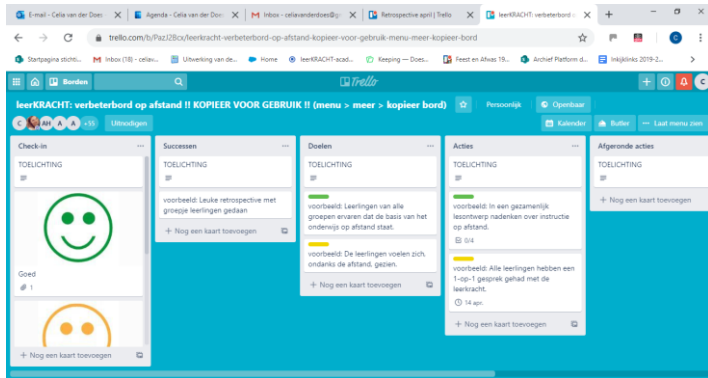 E-mail - Celia van der Does -
Agenda - Celia van der Does
Inbox - celiavanderdoes@g
Retrospective april | Trello
leerKRACHT: verbeterbord
trello.com/b/PazJ2Bcx/leerkracht-verbeterbord-op-afstand-kopieer-voor-gebruik-menu-meer-kopieer-bord
Startpagina sticht...
Inbox (18) - celiav...
Uitwerking van de...
Home
leerKRACHT-acad...
Keeping — Does...
Feest en Afwas 19...
Archief Platform d...
Inkijklinks 2019-2...
Borden
Trello
leerKRACHT: verbeterbord op afstand !! KOPIEER VOOR GEBRUIK !! (menu > meer > kopieer bord)
Persoonlijk
Openbaar
C
AH
A
A
+55
Uitnodigen
Kalender
Butler
Laat menu zien
Check-in
TOELICHTING
Goed
1
+ Nog een kaart toevoegen
Successen
TOELICHTING
voorbeeld: Leuke retrospective met
groepje leerlingen gedaan
+ Nog een kaart toevoegen
Doelen
TOELICHTING
voorbeeld: Leerlingen van alle
groepen ervaren dat de basis van het
onderwijs op afstand staat.
voorbeeld: De leerlingen voelen zich,
ondanks de afstand, gezien.
+ Nog een kaart toevoegen
Acties
TOELICHTING
voorbeeld: In een gezamenlijk
lesontwerp nadenken over instructie
op afstand.
0/4
voorbeeld: Alle leerlingen hebben een
1-op-1 gesprek gehad met de
leerkracht.
14 apr.
+ Nog een kaart toevoegen
Afgeronde acties
TOELICHTING
+ Nog een kaart toevoegen